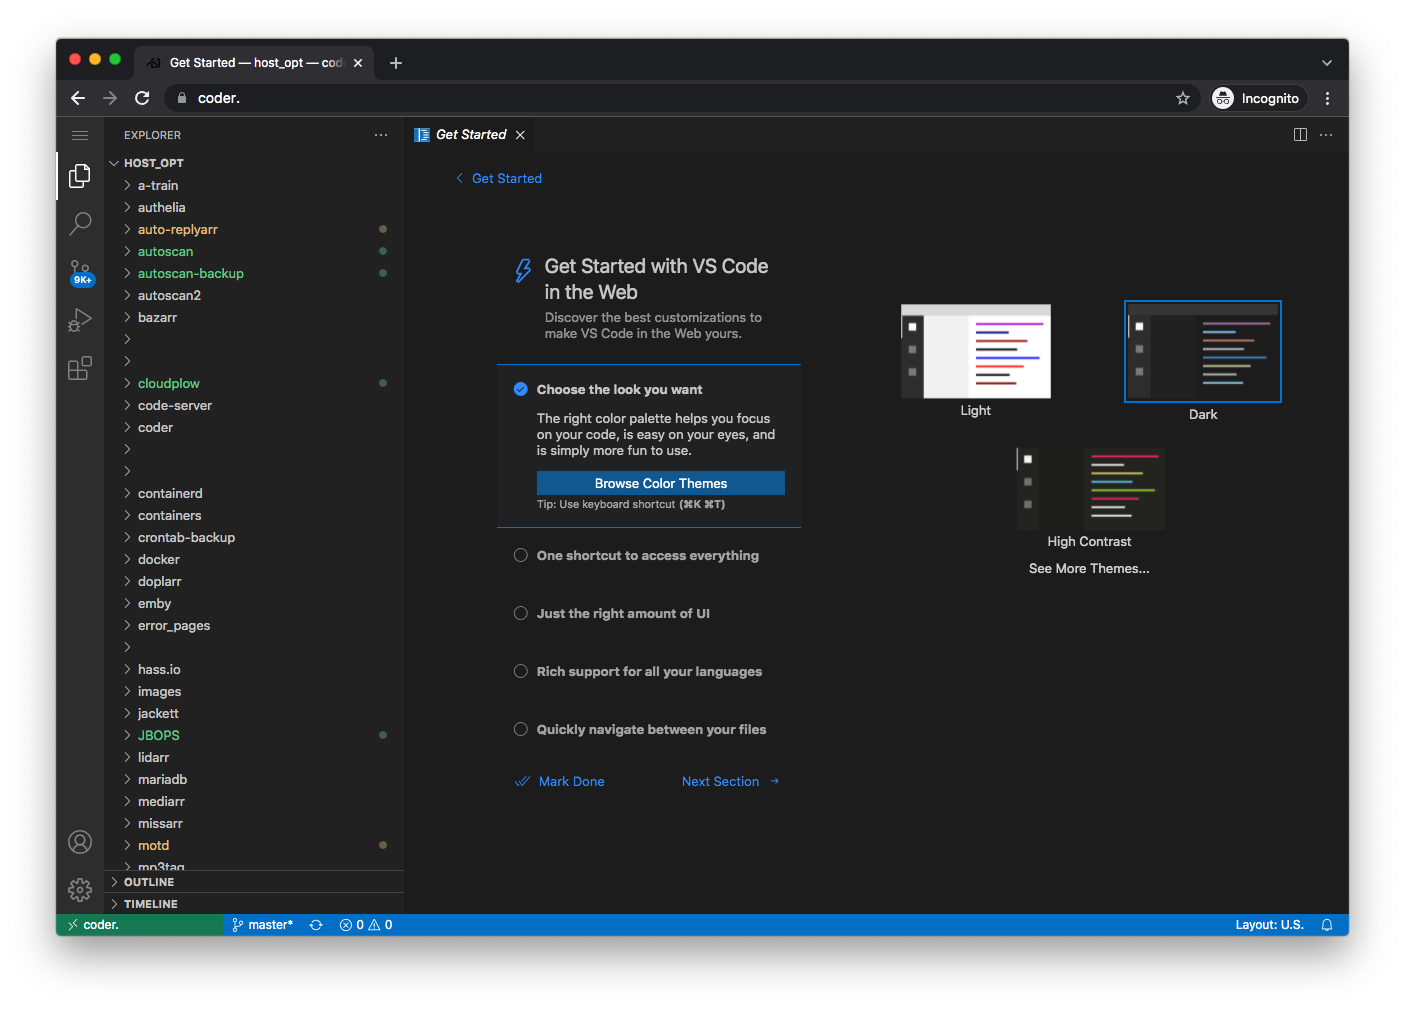 Get Started — host_opt — cod
coder.
Incognito
EXPLORER
HOST_OPT
a-train
authelia
auto-replyarr
autoscan
autoscan-backup
autoscan2
bazarr
cloudplow
code-server
coder
containerd
containers
crontab-backup
docker
doplarr
emby
error_pages
hass.io
images
jackett
JBOPS
lidarr
mariadb
mediarr
missarr
motd
mp3tag
OUTLINE
TIMELINE
9K+
Get Started
Get Started
Get Started with VS Code
in the Web
Discover the best customizations to
make VS Code in the Web yours.
Choose the look you want
The right color palette helps you focus
on your code, is easy on your eyes, and
is simply more fun to use.
Browse Color Themes
Tip: Use keyboard shortcut (⌘K ⌘T)
One shortcut to access everything
Just the right amount of UI
Rich support for all your languages
Quickly navigate between your files
Mark Done
Next Section
Light
Dark
High Contrast
See More Themes...
coder.
master*
0
0
Layout: U.S.